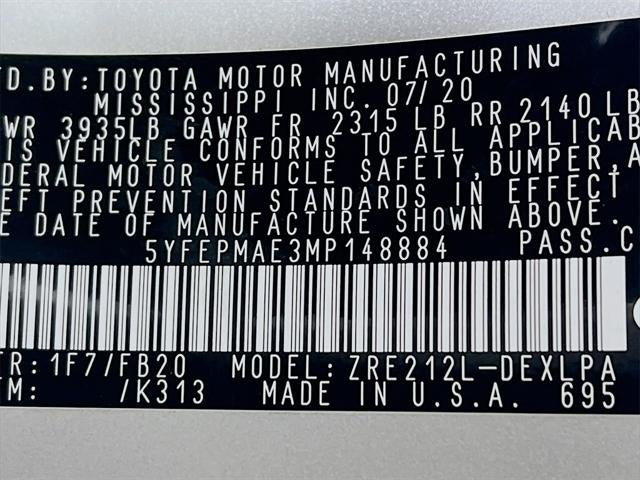 D.BY: TOYOTA MOTOR MANUFACTURING
MISSISSIPPI INC. 07/20
WR 3935LB GAWR FR 2315 LB RR 2140 LB
IS VEHICLE CONFORMS TO ALL APPLICAB
DERAL MOTOR VEHICLE SAFETY, BUMPER, A
EFT PREVENTION STANDARDS IN EFFECT
E DATE OF MANUFACTURE SHOWN ABOVE.
5YFEPMAE3MP148884 PASS.C
TR: 1F7/FB20 MODEL: ZRE212L-DEXLPA
TM: /K313 MADE IN U.S.A. 695